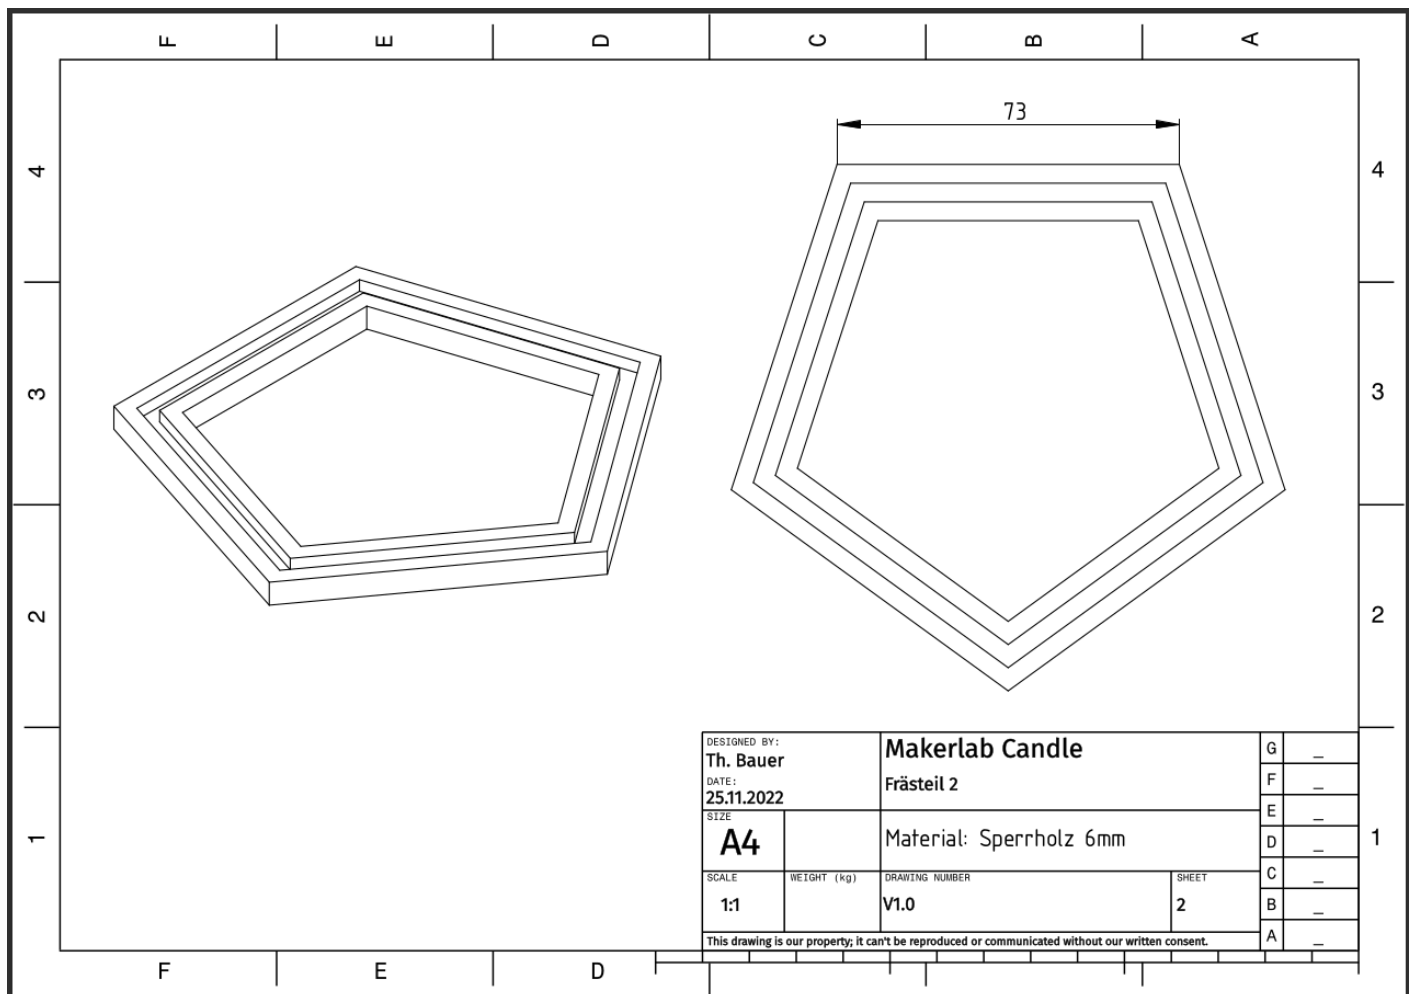 F E D C B A
73
4 4
3 3
2 2
1 1
DESIGNED BY:
Th. Bauer
DATE:
25.11.2022
Makerlab Candle
Frästeil 2
SIZE
A4
Material: Sperrholz 6mm
SCALE
1:1
WEIGHT (kg)
DRAWING NUMBER
V1.0
SHEET
2
This drawing is our property; it can't be reproduced or communicated without our written consent.
G _
F _
E _
D _
C _
B _
A _
F E D